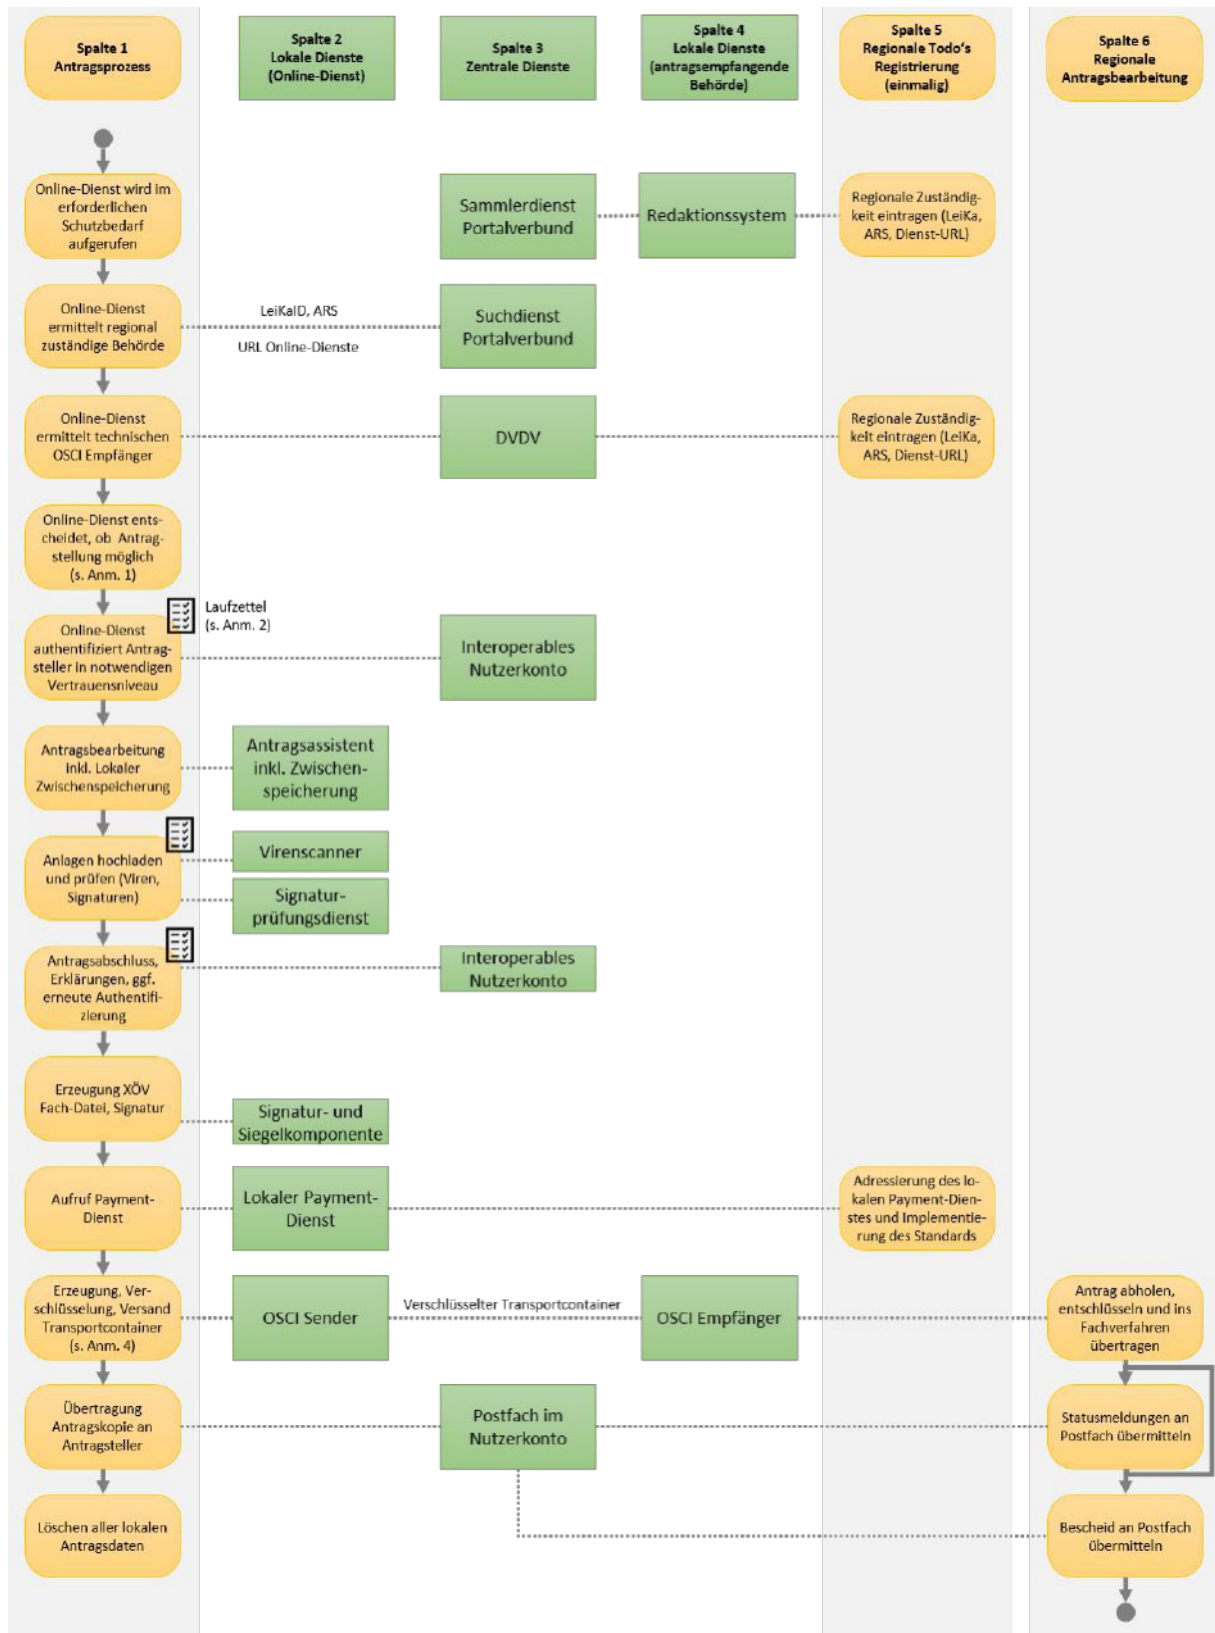 Spalte 1
Antragsprozess
Spalte 2
Lokale Dienste
(Online-Dienst)
Spalte 3
Zentrale Dienste
Spalte 4
Lokale Dienste
(antragsempfangende
Behörde)
Spalte 5
Regionale Todo's
Registrierung
(einmalig)
Spalte 6
Regionale
Antragsbearbeitung
Online-Dienst wird im
erforderlichen
Schutzbedarf
aufgerufen
Sammlerdienst
Portalverbund
Redaktionssystem
Regionale Zuständig-
keit eintragen (LeiKa,
ARS, Dienst-URL)
Online-Dienst
ermittelt regional
zuständige Behörde
LeiKaID, ARS
URL Online-Dienste
Suchdienst
Portalverbund
Online-Dienst
ermittelt technischen
OSCI Empfänger
DVDV
Regionale Zuständig-
keit eintragen (LeiKa,
ARS, Dienst-URL)
Online-Dienst ents-
cheidet, ob Antrag-
stellung möglich
(s. Anm. 1)
Laufzettel
(s. Anm. 2)
Online-Dienst
authentifiziert Antrag-
steller in notwendigen
Vertrauensniveau
Interoperables
Nutzerkonto
Antragsbearbeitung
inkl. Lokaler
Zwischenspeicherung
Antragsassistent
inkl. Zwischen-
speicherung
Anlagen hochladen
und prüfen (Viren,
Signaturen)
Virenscanner
Signatur-
prüfungsdienst
Antragsabschluss,
Erklärungen, ggf.
erneute Authentifi-
zierung
Interoperables
Nutzerkonto
Erzeugung XÖV
Fach-Datei, Signatur
Signatur- und
Siegelkomponente
Aufruf Payment-
Dienst
Lokaler Payment-
Dienst
Adressierung des lo-
kalen Payment-Dien-
stes und Implementie-
rung des Standards
Erzeugung, Ver-
schlüsselung, Versand
Transportcontainer
(s. Anm. 4)
OSCI Sender
Verschlüsselter Transportcontainer
OSCI Empfänger
Antrag abholen,
entschlüsseln und ins
Fachverfahren
übertragen
Übertragung
Antragskopie an
Antragsteller
Postfach im
Nutzerkonto
Statusmeldungen an
Postfach übermitteln
Löschen aller lokalen
Antragsdaten
Bescheid an Postfach
übermitteln